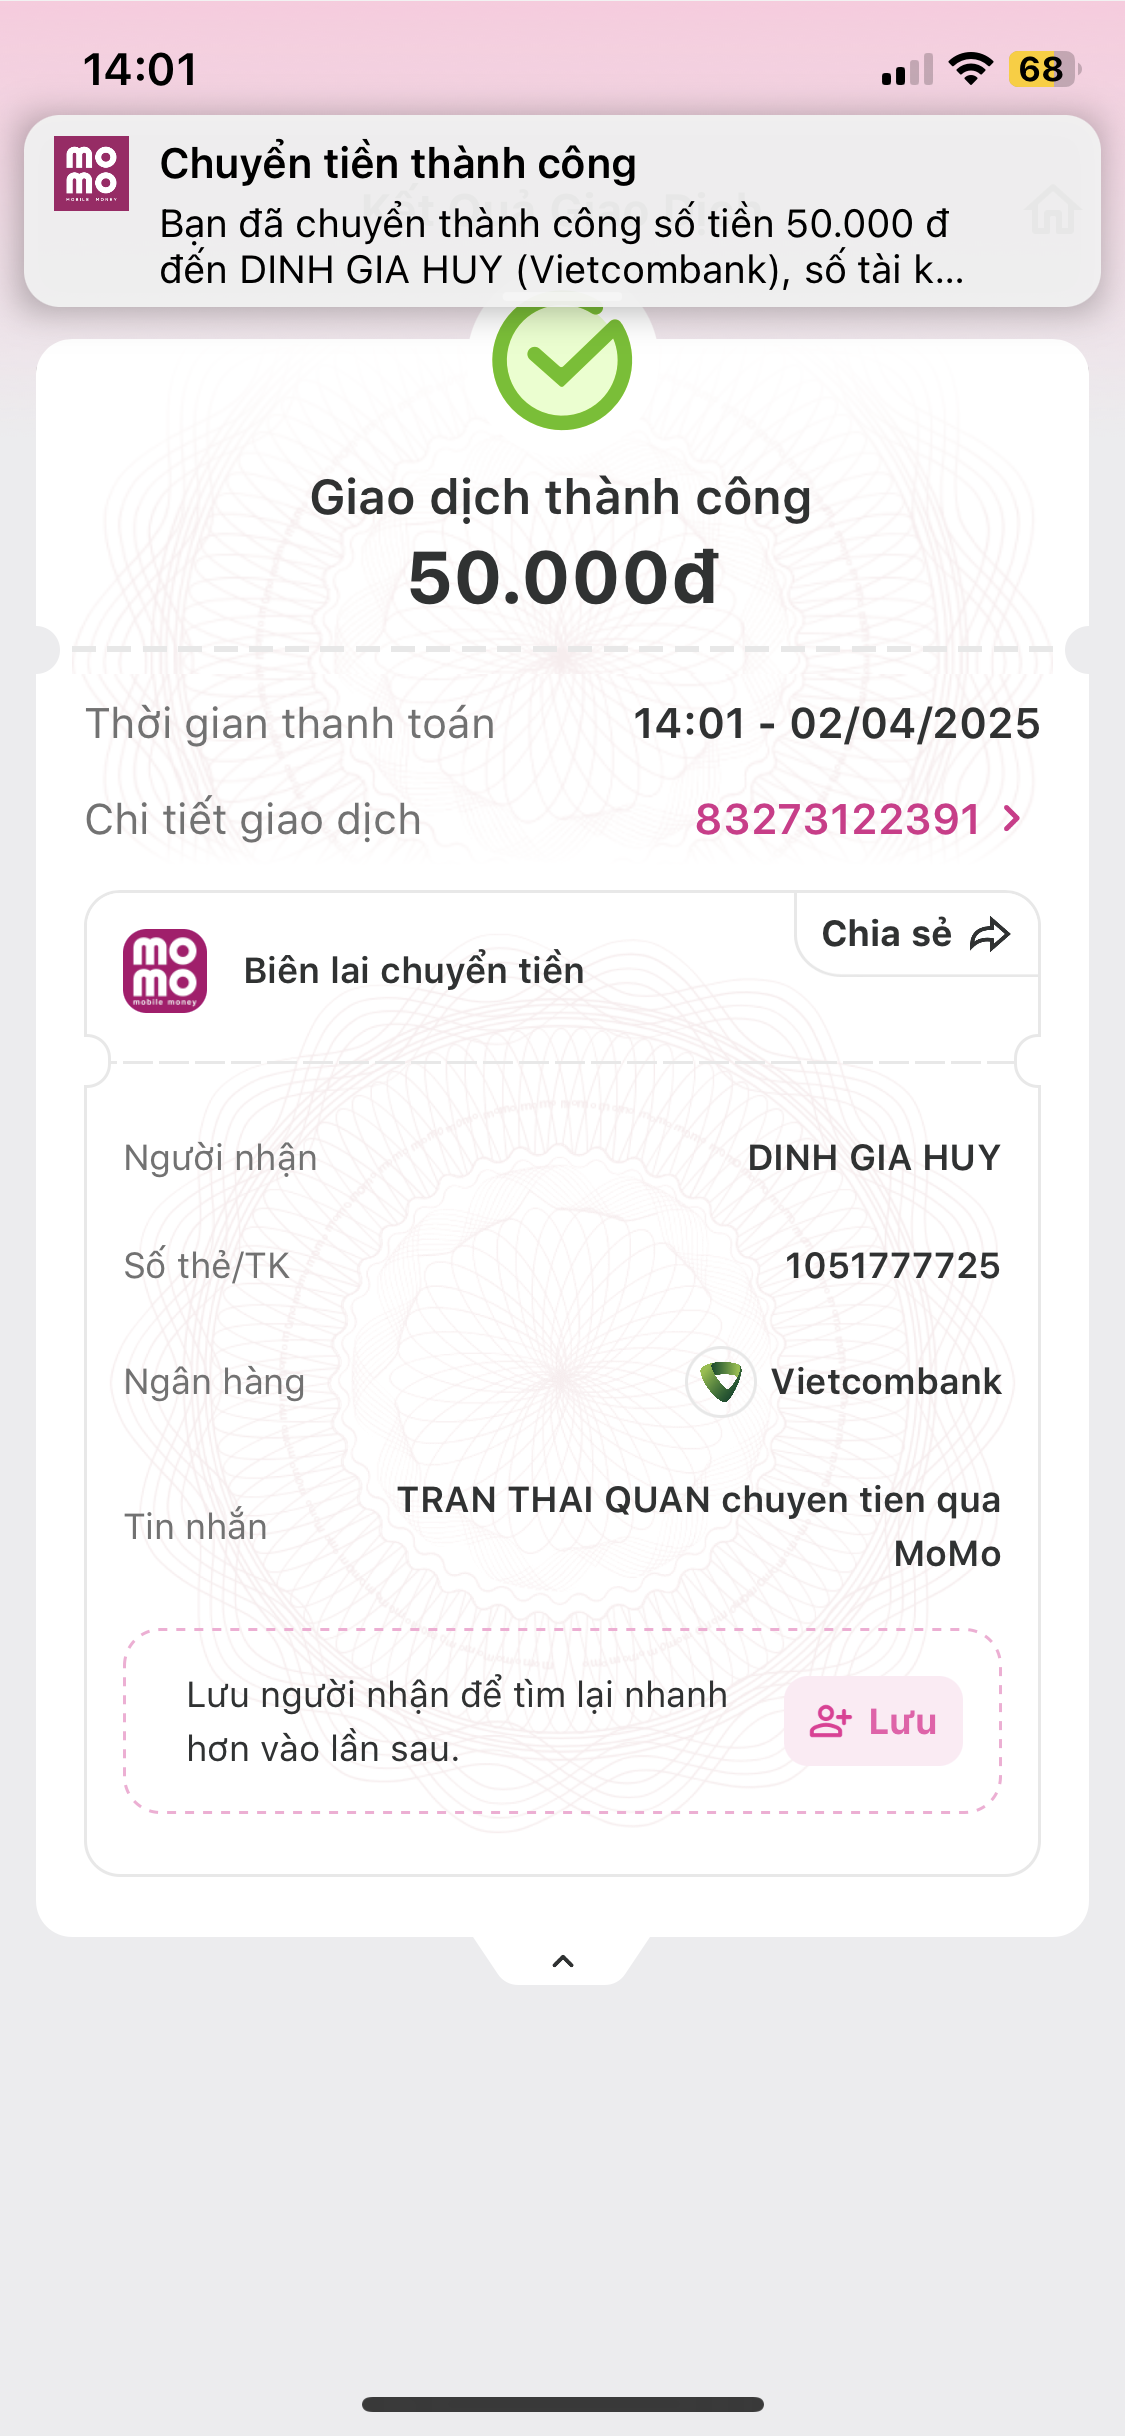 14:01
68
Chuyển tiền thành công
Bạn đã chuyển thành công số tiền 50.000 đ
đến DINH GIA HUY (Vietcombank), số tài k...
Kết Quả Giao Dịch
Giao dịch thành công
50.000đ
Thời gian thanh toán 14:01 - 02/04/2025
Chi tiết giao dịch 83273122391
Chia sẻ
mo
mo
mobile money
Biên lai chuyển tiền
Người nhận DINH GIA HUY
Số thẻ/TK 1051777725
Ngân hàng Vietcombank
Tin nhắn TRAN THAI QUAN chuyen tien qua
MoMo
Lưu người nhận để tìm lại nhanh
hơn vào lần sau.
Lưu